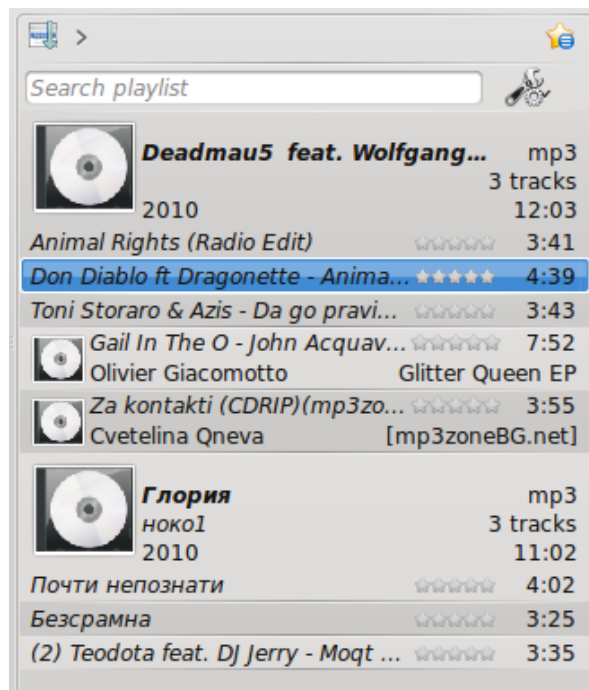 >
Search playlist
Deadmau5 feat. Wolfgang... mp3
3 tracks
2010 12:03
Animal Rights (Radio Edit) 3:41
Don Diablo ft Dragonette - Anima... 4:39
Toni Storaro & Azis - Da go pravi... 3:43
Gail In The O - John Acquav... 7:52
Olivier Giacomotto Glitter Queen EP
Za kontakti (CDRIP)(mp3zo... 3:55
Cvetelina Qneva [mp3zoneBG.net]
Глория mp3
ноко1 3 tracks
2010 11:02
Почти непознати 4:02
Безсрамна 3:25
(2) Teodota feat. DJ Jerry - Moqt ... 3:35